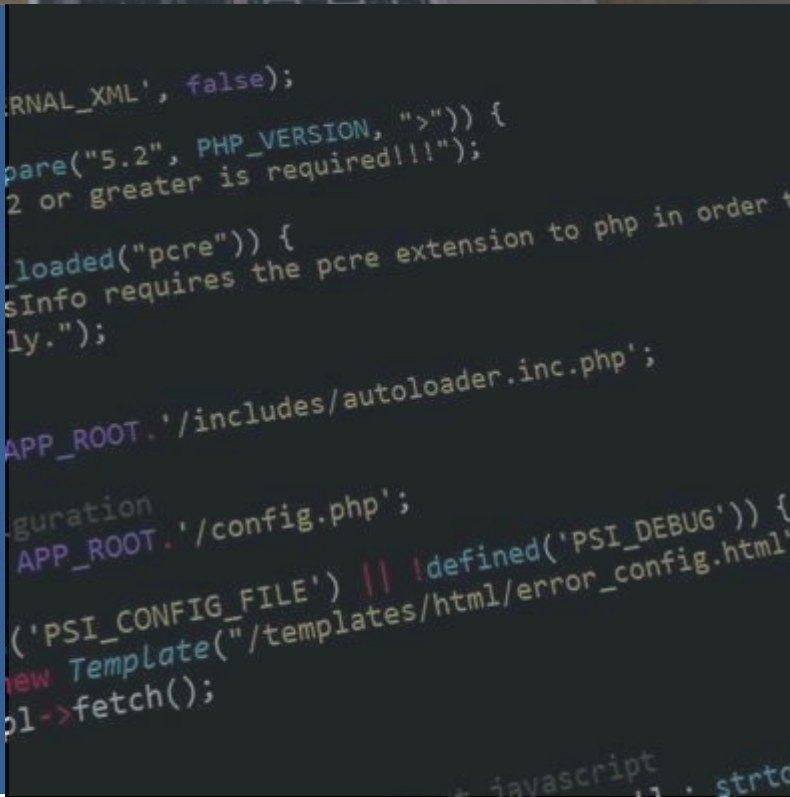 RNAL_XML', false);
pare("5.2", PHP_VERSION, ">")) {
2 or greater is required!!!");
_loaded("pcre")) {
sInfo requires the pcre extension to php in order t
ly.");
APP_ROOT.'/includes/autoloader.inc.php';
guration
APP_ROOT.'/config.php';
('PSI_CONFIG_FILE') || !defined('PSI_DEBUG')) {
new Template("/templates/html/error_config.html"
pl->fetch();
javascript
strto